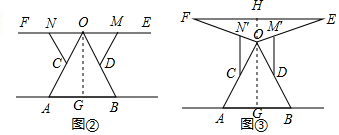 F N O M E
C D
A G B
图②
F H E
N' M'
O
C D
A G B
图③